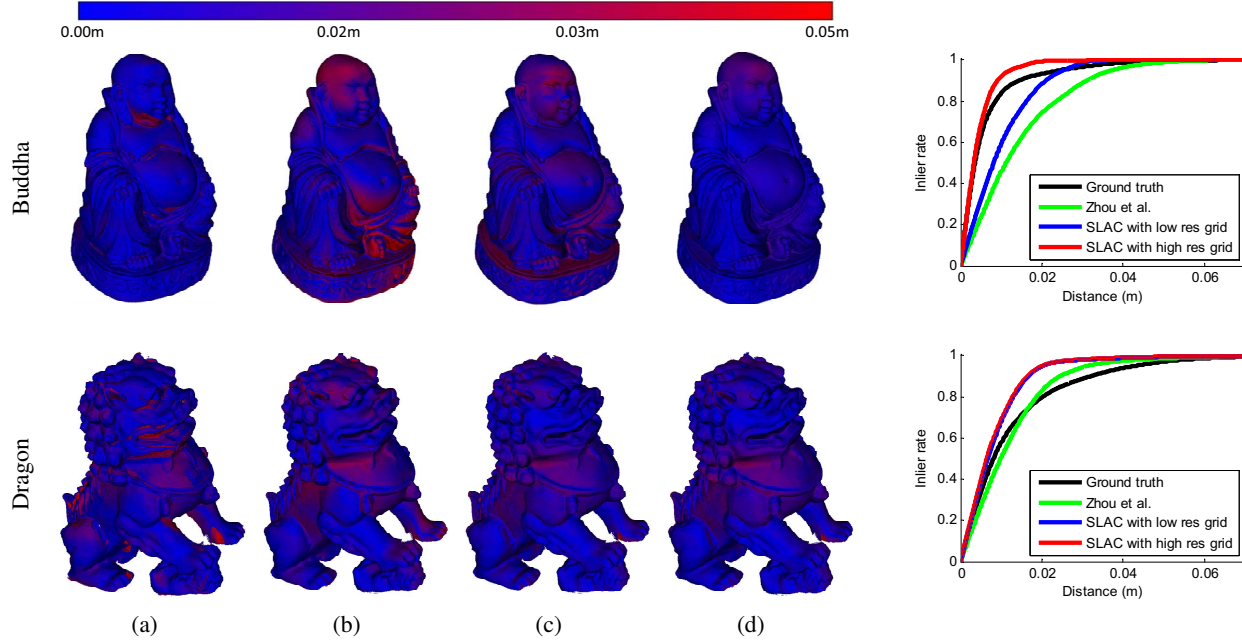 0.00m 0.02m 0.03m 0.05m
Buddha
Inlier rate
1
0.8
0.6
0.4
0.2
0
Ground truth
Zhou et al.
SLAC with low res grid
SLAC with high res grid
0 0.02 0.04 0.06
Distance (m)
Dragon
Inlier rate
1
0.8
0.6
0.4
0.2
0
Ground truth
Zhou et al.
SLAC with low res grid
SLAC with high res grid
0 0.02 0.04 0.06
Distance (m)
(a) (b) (c) (d)